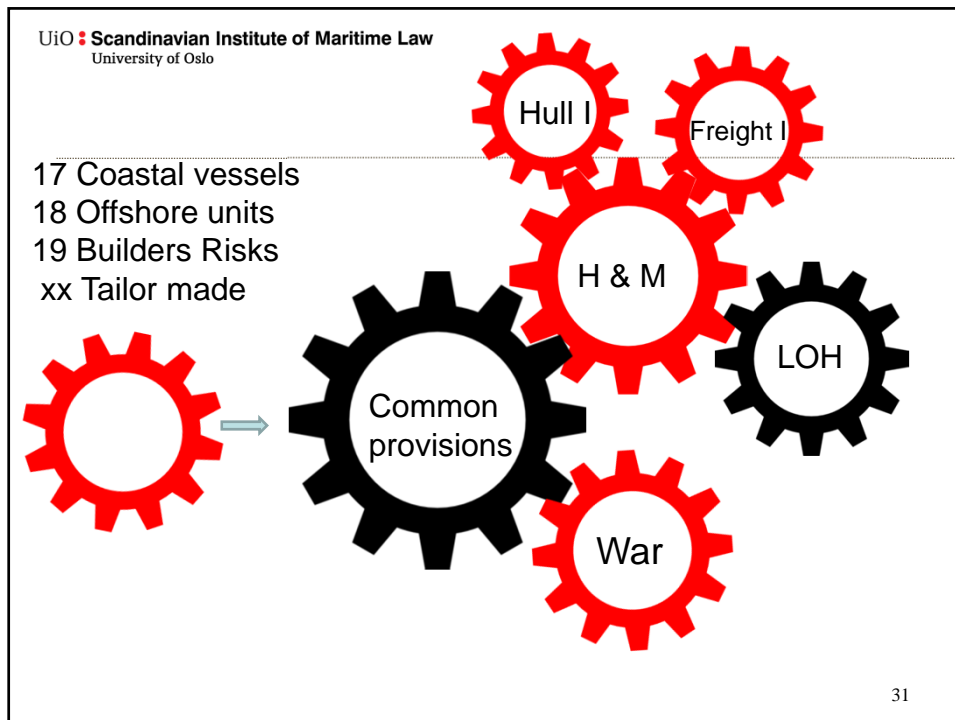 UiO : Scandinavian Institute of Maritime Law
University of Oslo
Hull I
Freight I
17 Coastal vessels
18 Offshore units
19 Builders Risks
xx Tailor made
H & M
LOH
Common
provisions
War
31